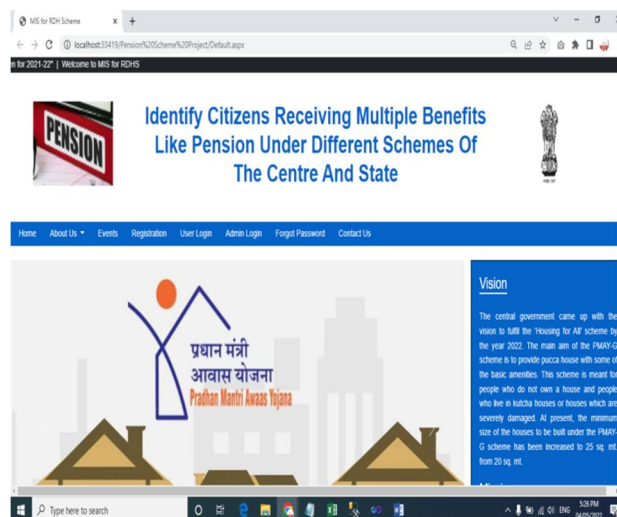 MIS for RDH Scheme
localhost:33419/Pension%20Scheme%20Project/Default.aspx
n for 2021-22" | Welcome to MIS for RDHS
PENSION
Identify Citizens Receiving Multiple Benefits
Like Pension Under Different Schemes Of
The Centre And State
Home About Us Events Registration User Login Admin Login Forgot Password Contact Us
प्रधान मंत्री
आवास योजना
Pradhan Mantri Awaas Yojana
Vision
The central government came up with the
vision to fulfil the 'Housing for All' scheme by
the year 2022. The main aim of the PMAY-G
scheme is to provide pucca house with some of
the basic amenities. This scheme is meant for
people who do not own a house and people
who live in kutcha houses or houses which are
severely damaged. At present, the minimum
size of the houses to be built under the PMAY-
G scheme has been increased to 25 sq. mt.
from 20 sq. mt.
Type here to search
ENG
5:26 PM